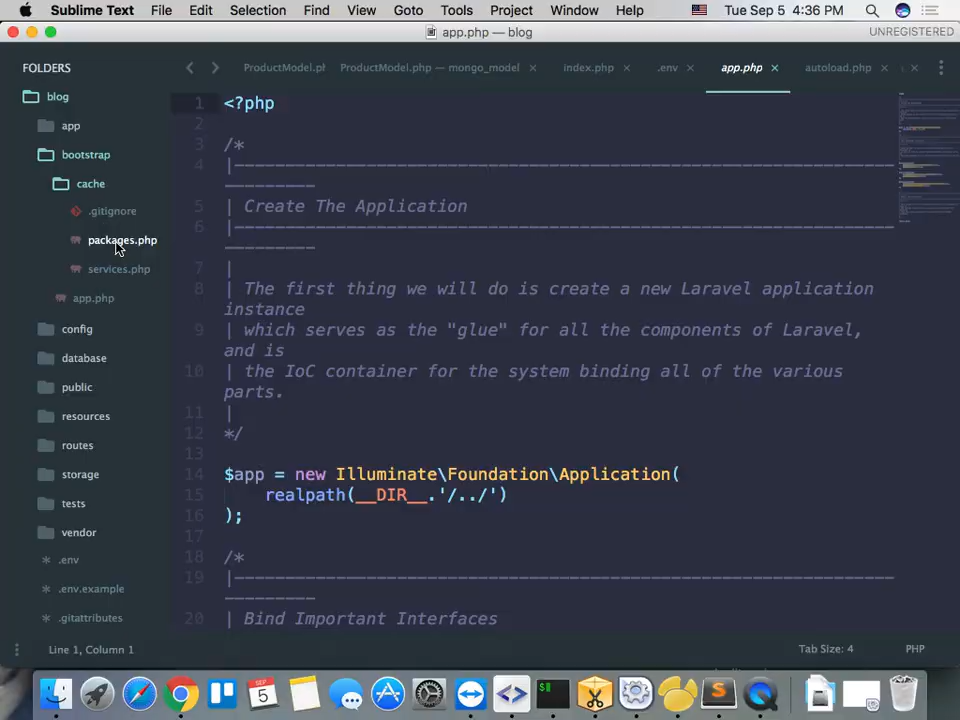 Sublime Text File Edit Selection Find View Goto Tools Project Window Help Tue Sep 5 4:36 PM
app.php — blog UNREGISTERED
FOLDERS
blog
app
bootstrap
cache
.gitignore
packages.php
services.php
app.php
config
database
public
resources
routes
storage
tests
vendor
.env
.env.example
.gitattributes
ProductModel.pl ProductModel.php — mongo_model index.php .env app.php autoload.php
1 <?php
2
3 /*
4 |--------------------------------------------------------------------------
5 | Create The Application
6 |--------------------------------------------------------------------------
7 |
8 | The first thing we will do is create a new Laravel application
instance
9 | which serves as the "glue" for all the components of Laravel,
and is
10 | the IoC container for the system binding all of the various
parts.
11 |
12 */
13
14 $app = new Illuminate\Foundation\Application(
15 realpath(__DIR__.'/../')
16 );
17
18 /*
19 |--------------------------------------------------------------------------
20 | Bind Important Interfaces
Line 1, Column 1 Tab Size: 4 PHP
SEP
5